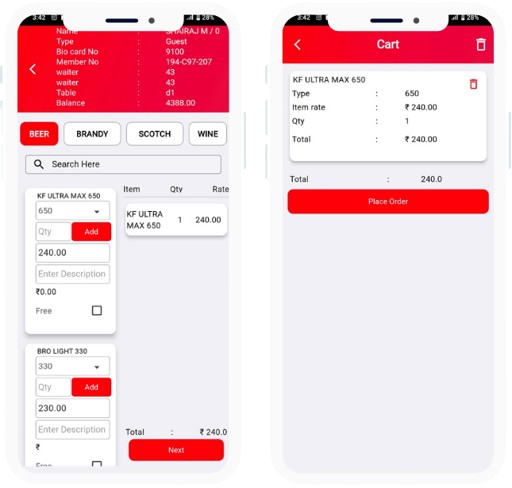 3:42
28%
Name : SHAIRAJ M / 0
Type : Guest
Bio card No : 9100
Member No : 194-C97-207
waiter : 43
waiter : 43
Table : d1
Balance : 4388.00
BEER BRANDY SCOTCH WINE
Search Here
KF ULTRA MAX 650
650
Qty Add
240.00
Enter Description
₹0.00
Free
BRO LIGHT 330
330
Qty Add
230.00
Enter Description
₹
Free
Item Qty Rate
KF ULTRA
MAX 650 1 240.00
Total : ₹ 240.0
Next
3:42
28%
Cart
KF ULTRA MAX 650
Type : 650
Item rate : ₹ 240.00
Qty : 1
Total : ₹ 240.00
Total : 240.0
Place Order